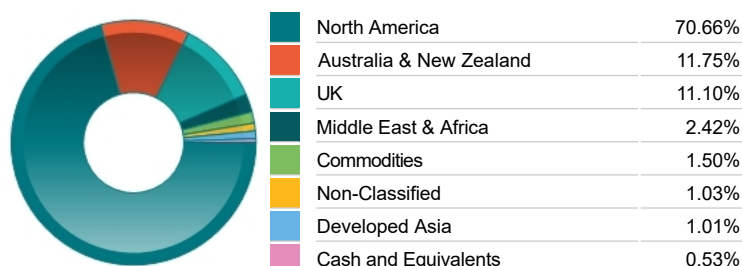 North America 70.66%
Australia & New Zealand 11.75%
UK 11.10%
Middle East & Africa 2.42%
Commodities 1.50%
Non-Classified 1.03%
Developed Asia 1.01%
Cash and Equivalents 0.53%